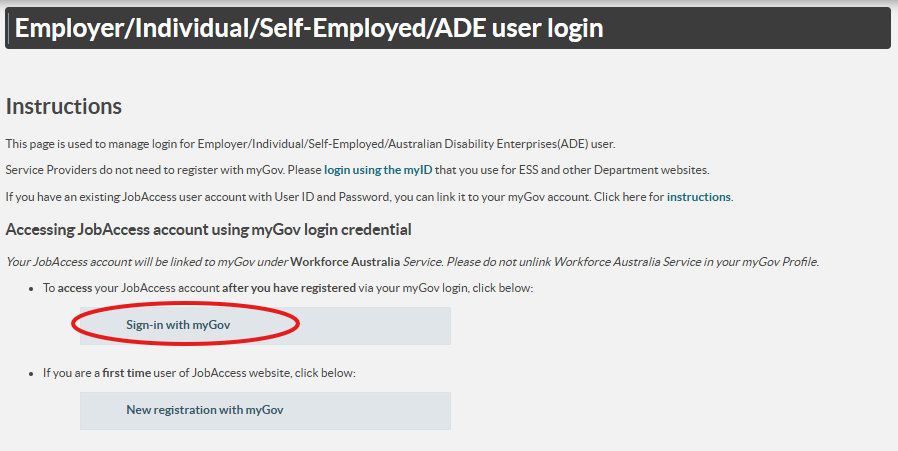 Employer/Individual/Self-Employed/ADE user login
Instructions
This page is used to manage login for Employer/Individual/Self-Employed/Australian Disability Enterprises(ADE) user.
Service Providers do not need to register with myGov. Please login using the myID that you use for ESS and other Department websites.
If you have an existing JobAccess user account with User ID and Password, you can link it to your myGov account. Click here for instructions.
Accessing JobAccess account using myGov login credential
Your JobAccess account will be linked to myGov under Workforce Australia Service. Please do not unlink Workforce Australia Service in your myGov Profile.
• To access your JobAccess account after you have registered via your myGov login, click below:
Sign-in with myGov
• If you are a first time user of JobAccess website, click below:
New registration with myGov